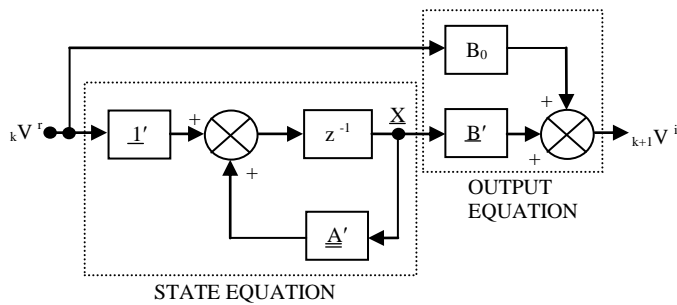 B₀
+
ₖV ʳ
1′
+
z ⁻¹
X
B′
ₖ₊₁V ⁱ
+
+
A′
OUTPUT
EQUATION
STATE EQUATION